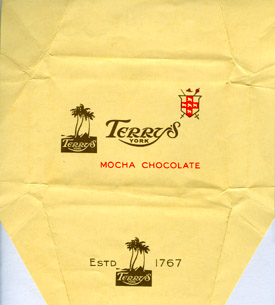 TERRY'S
TERRY'S
YORK
MOCHA CHOCOLATE
ESTD 1767
TERRY'S